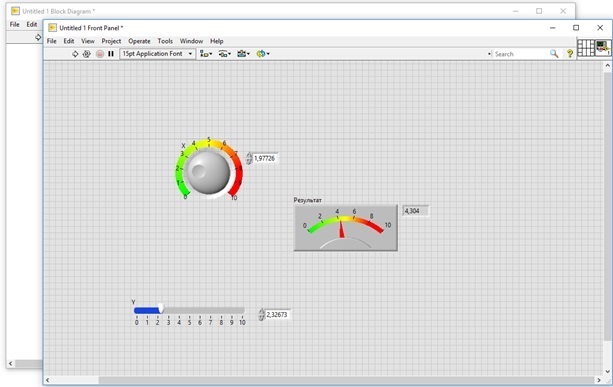 Untitled 1 Block Diagram *
File Edit
Untitled 1 Front Panel *
File Edit View Project Operate Tools Window Help
15pt Application Font
Search
X
0 1 2 3 4 5 6 7 10
1,97726
Результат
0 2 4 6 8 10
4,304
Y
0 1 2 3 4 5 6 7 8 9 10
2,32673